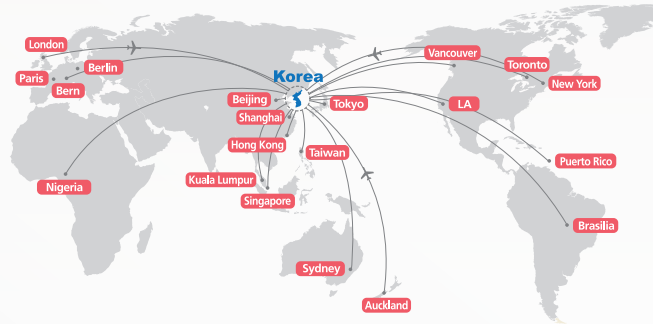 London
Vancouver
Toronto
Berlin
Paris
Korea
New York
Bern
Beijing
Tokyo
LA
Shanghai
Hong Kong
Taiwan
Puerto Rico
Kuala Lumpur
Nigeria
Singapore
Brasilia
Sydney
Auckland